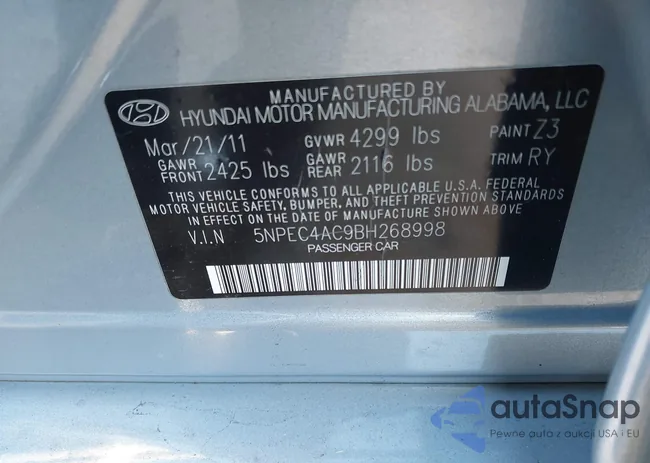 MANUFACTURED BY
HYUNDAI MOTOR MANUFACTURING ALABAMA, LLC
Mar/21/11 GVWR 4299 lbs PAINT Z3
GAWR FRONT 2425 lbs GAWR REAR 2116 lbs TRIM RY
THIS VEHICLE CONFORMS TO ALL APPLICABLE U.S.A. FEDERAL
MOTOR VEHICLE SAFETY, BUMPER, AND THEFT PREVENTION STANDARDS
IN EFFECT ON THE DATE OF MANUFACTURE SHOWN ABOVE.
V.I.N 5NPEC4AC9BH268998
PASSENGER CAR
autaSnap
Pewne auta z aukcji USA i EU